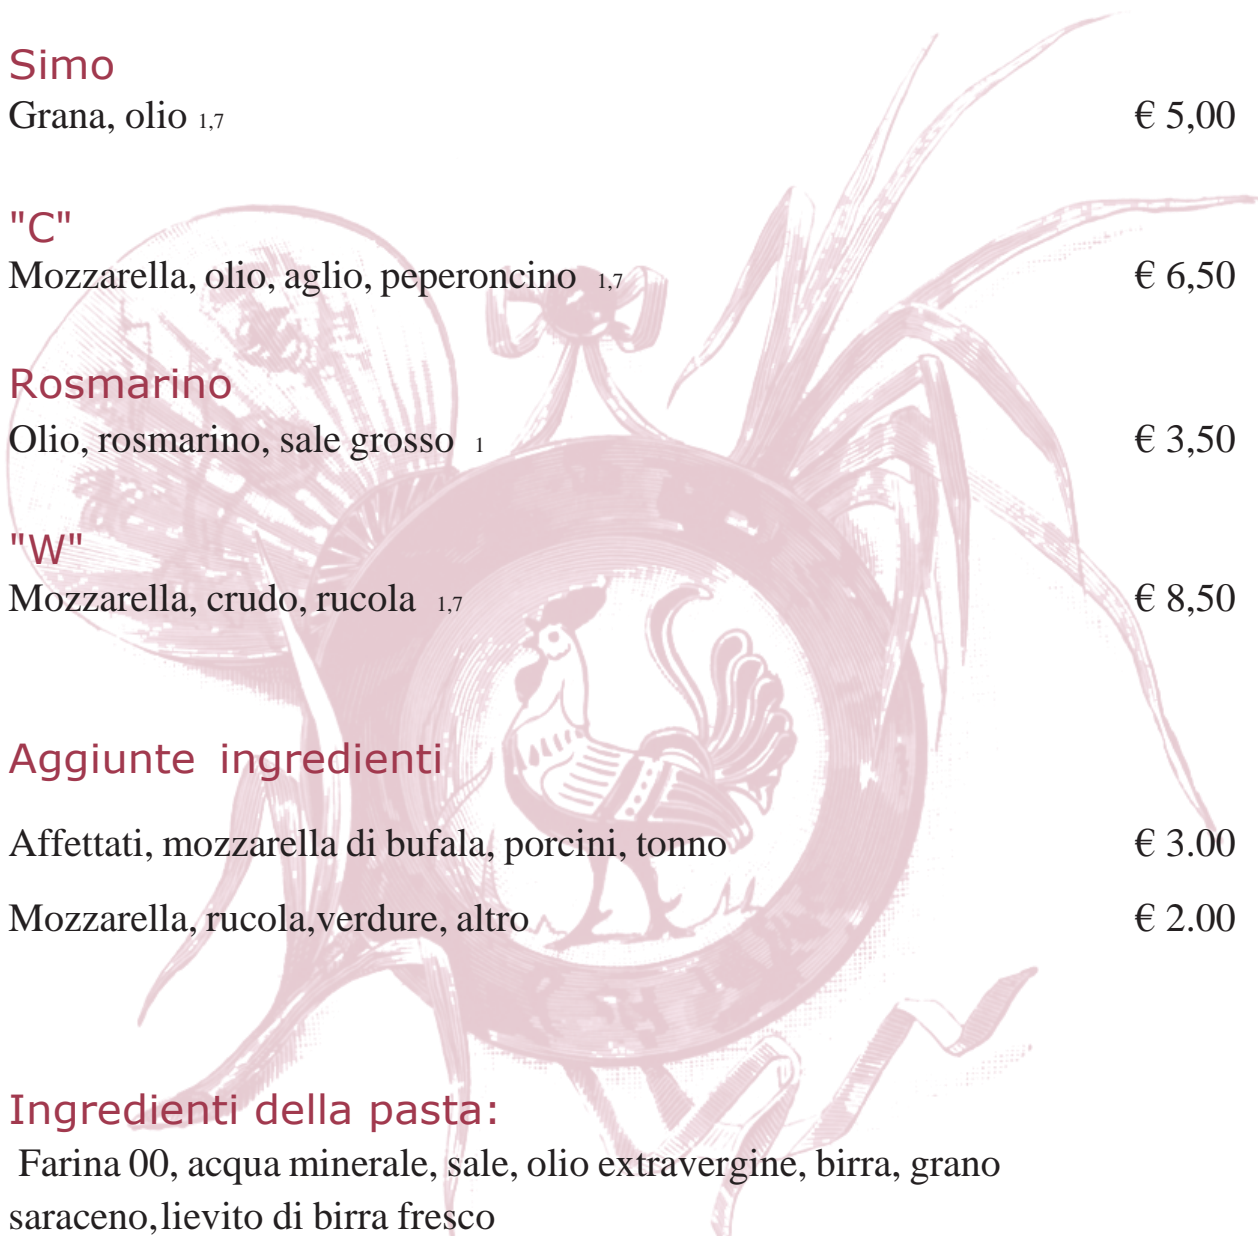 Simo
Grana, olio 1,7 € 5,00
"C"
Mozzarella, olio, aglio, peperoncino 1,7 € 6,50
Rosmarino
Olio, rosmarino, sale grosso 1 € 3,50
"W"
Mozzarella, crudo, rucola 1,7 € 8,50
Aggiunte ingredienti
Affettati, mozzarella di bufala, porcini, tonno € 3.00
Mozzarella, rucola,verdure, altro € 2.00
Ingredienti della pasta:
Farina 00, acqua minerale, sale, olio extravergine, birra, grano
saraceno,lievito di birra fresco